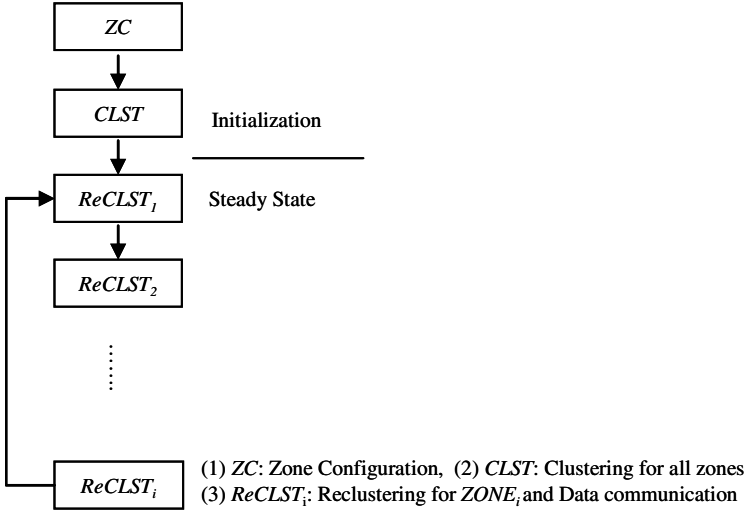 ZC
CLST
Initialization
ReCLST1
Steady State
ReCLST2
ReCLSTi
(1) ZC: Zone Configuration, (2) CLST: Clustering for all zones
(3) ReCLSTi: Reclustering for ZONEi and Data communication